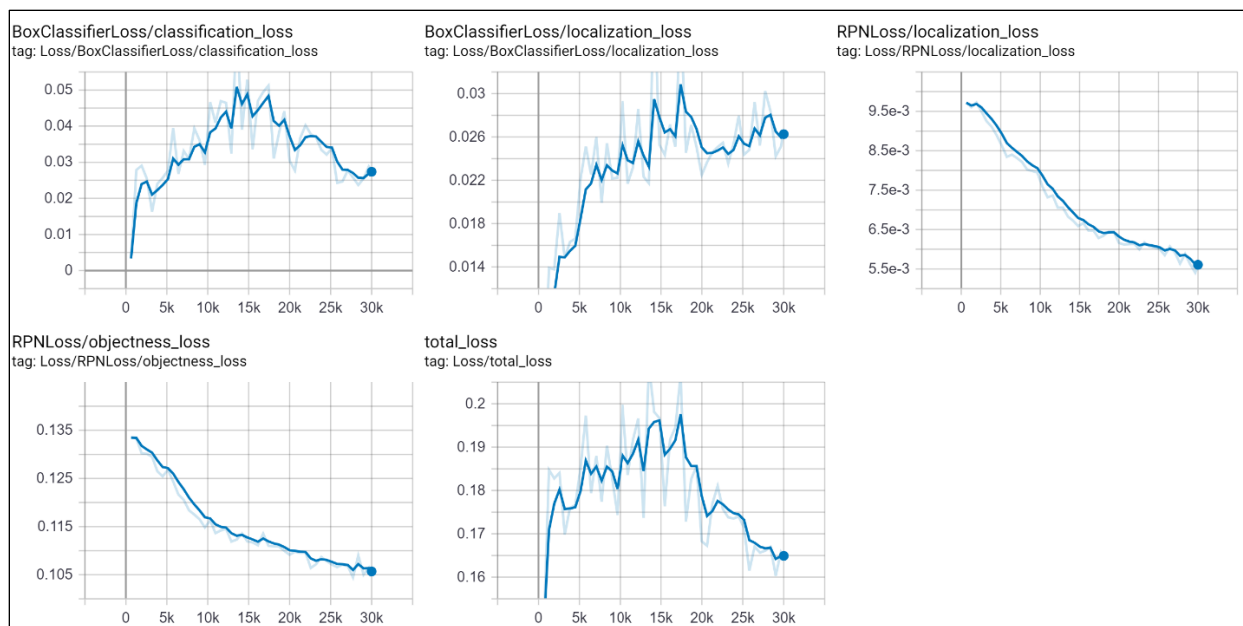 BoxClassifierLoss/classification_loss
tag: Loss/BoxClassifierLoss/classification_loss
0.05
0.04
0.03
0.02
0.01
0
0 5k 10k 15k 20k 25k 30k
BoxClassifierLoss/localization_loss
tag: Loss/BoxClassifierLoss/localization_loss
0.03
0.026
0.022
0.018
0.014
0 5k 10k 15k 20k 25k 30k
RPNLoss/localization_loss
tag: Loss/RPNLoss/localization_loss
9.5e-3
8.5e-3
7.5e-3
6.5e-3
5.5e-3
0 5k 10k 15k 20k 25k 30k
RPNLoss/objectness_loss
tag: Loss/RPNLoss/objectness_loss
0.135
0.125
0.115
0.105
0 5k 10k 15k 20k 25k 30k
total_loss
tag: Loss/total_loss
0.2
0.19
0.18
0.17
0.16
0 5k 10k 15k 20k 25k 30k